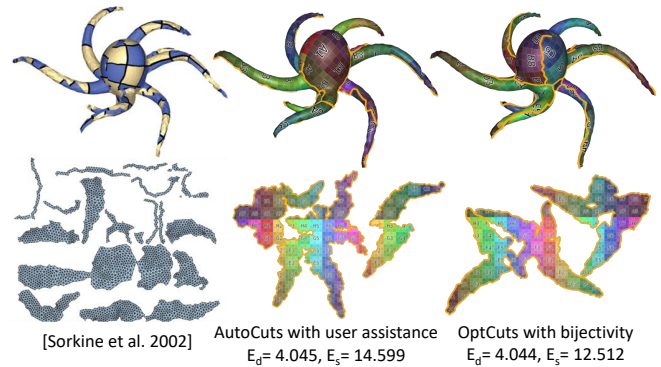 [Sorkine et al. 2002]
AutoCuts with user assistance
E_d= 4.045, E_s= 14.599
OptCuts with bijectivity
E_d= 4.044, E_s= 12.512